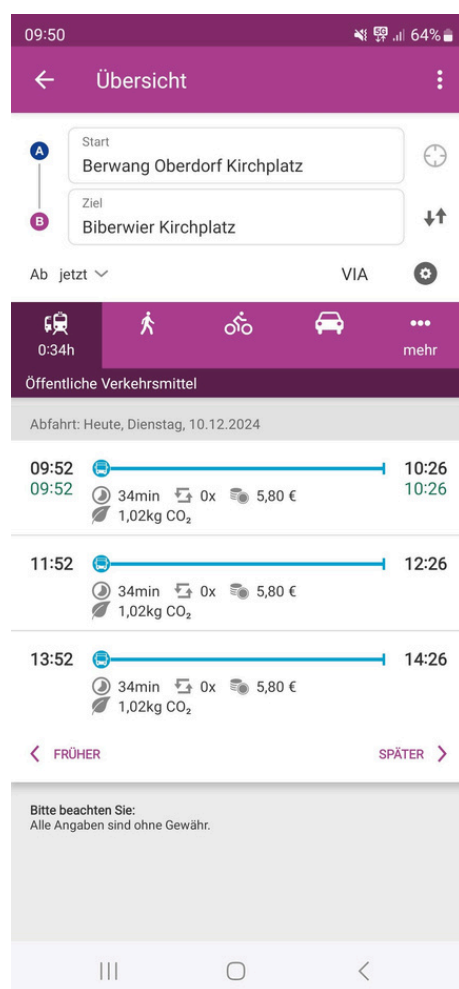 09:50 5G 64%
Übersicht
A Start
Berwang Oberdorf Kirchplatz
B Ziel
Biberwier Kirchplatz
Ab jetzt VIA
0:34h mehr
Öffentliche Verkehrsmittel
Abfahrt: Heute, Dienstag, 10.12.2024
09:52 10:26
09:52 10:26
34min 0x 5,80 €
1,02kg CO₂
11:52 12:26
34min 0x 5,80 €
1,02kg CO₂
13:52 14:26
34min 0x 5,80 €
1,02kg CO₂
FRÜHER SPÄTER
Bitte beachten Sie:
Alle Angaben sind ohne Gewähr.